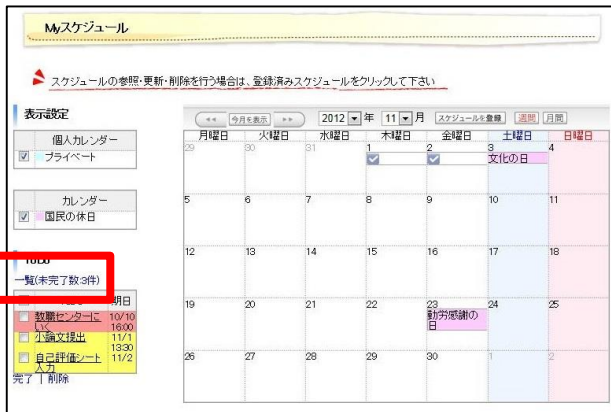 Myスケジュール
スケジュールの参照・更新・削除を行う場合は、登録済みスケジュールをクリックして下さい
表示設定
個人カレンダー
プライベート
カレンダー
国民の休日
一覧(未完了数:3件)
期日
教職センターに
いく
10/10
16:00
小論文提出
11/1
13:30
自己評価シート
入力
11/2
完了 | 削除
<< 今月を表示 >> 2012 年 11 月 スケジュールを登録 週間 月間
月曜日 火曜日 水曜日 木曜日 金曜日 土曜日 日曜日
29 30 31 1 2 3 4
文化の日
5 6 7 8 9 10 11
12 13 14 15 16 17 18
19 20 21 22 23 24 25
勤労感謝の
日
26 27 28 29 30 1 2